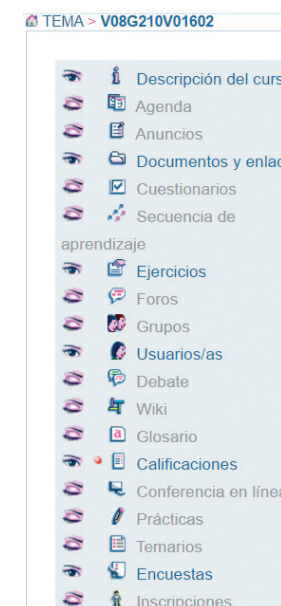 TEMA > V08G210V01602
Descripción del curs
Agenda
Anuncios
Documentos y enlac
Cuestionarios
Secuencia de
aprendizaje
Ejercicios
Foros
Grupos
Usuarios/as
Debate
Wiki
Glosario
Calificaciones
Conferencia en línea
Prácticas
Temarios
Encuestas
Inscripciones